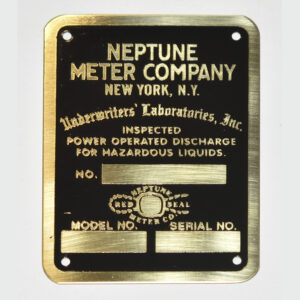 NEPTUNE
METER COMPANY
NEW YORK, N.Y.
Underwriters' Laboratories, Inc.
INSPECTED
POWER OPERATED DISCHARGE
FOR HAZARDOUS LIQUIDS.
NO.
NEPTUNE
RED SEAL
METER CO.
MODEL NO. SERIAL NO.